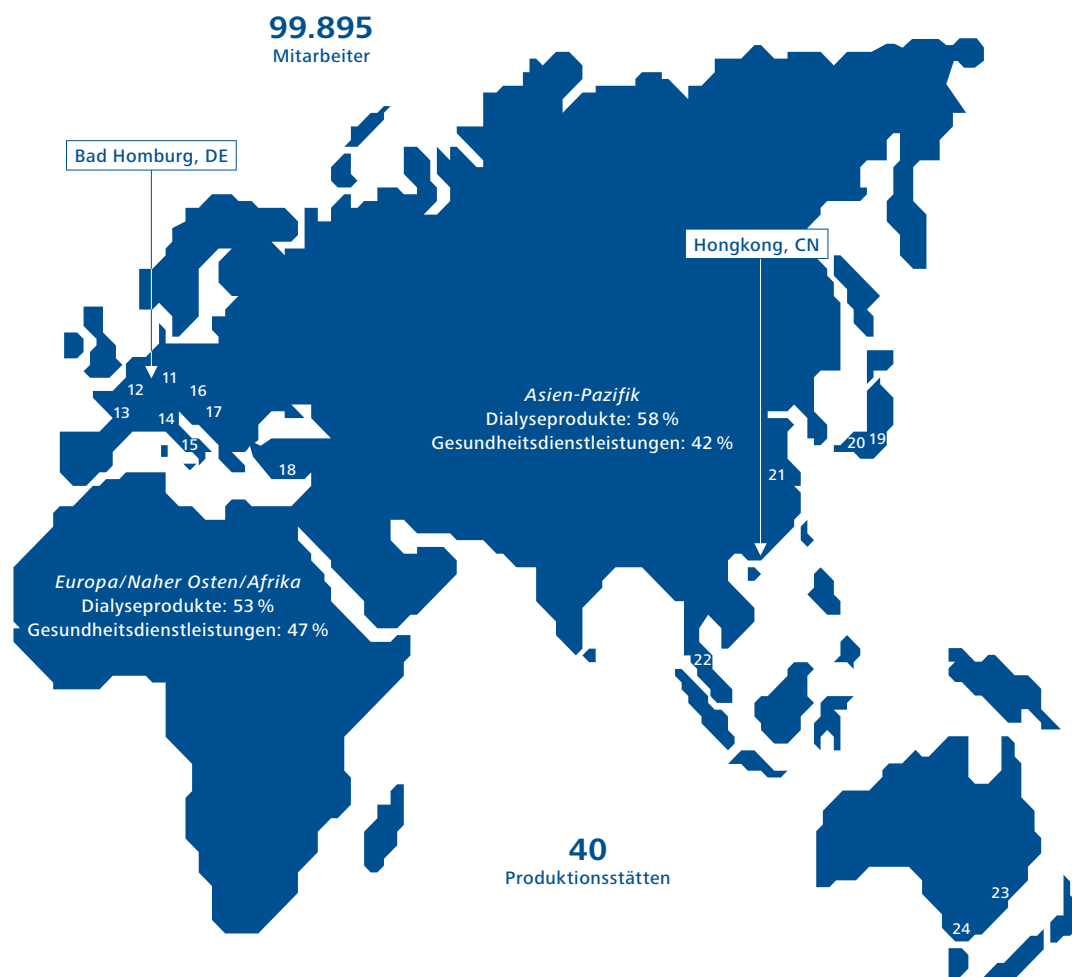 99.895
Mitarbeiter
Bad Homburg, DE
Hongkong, CN
11
12
16
13
14
17
15
18
Asien-Pazifik
Dialyseprodukte: 58 %
Gesundheitsdienstleistungen: 42 %
20
19
21
Europa/Naher Osten/Afrika
Dialyseprodukte: 53 %
Gesundheitsdienstleistungen: 47 %
22
40
Produktionsstätten
23
24